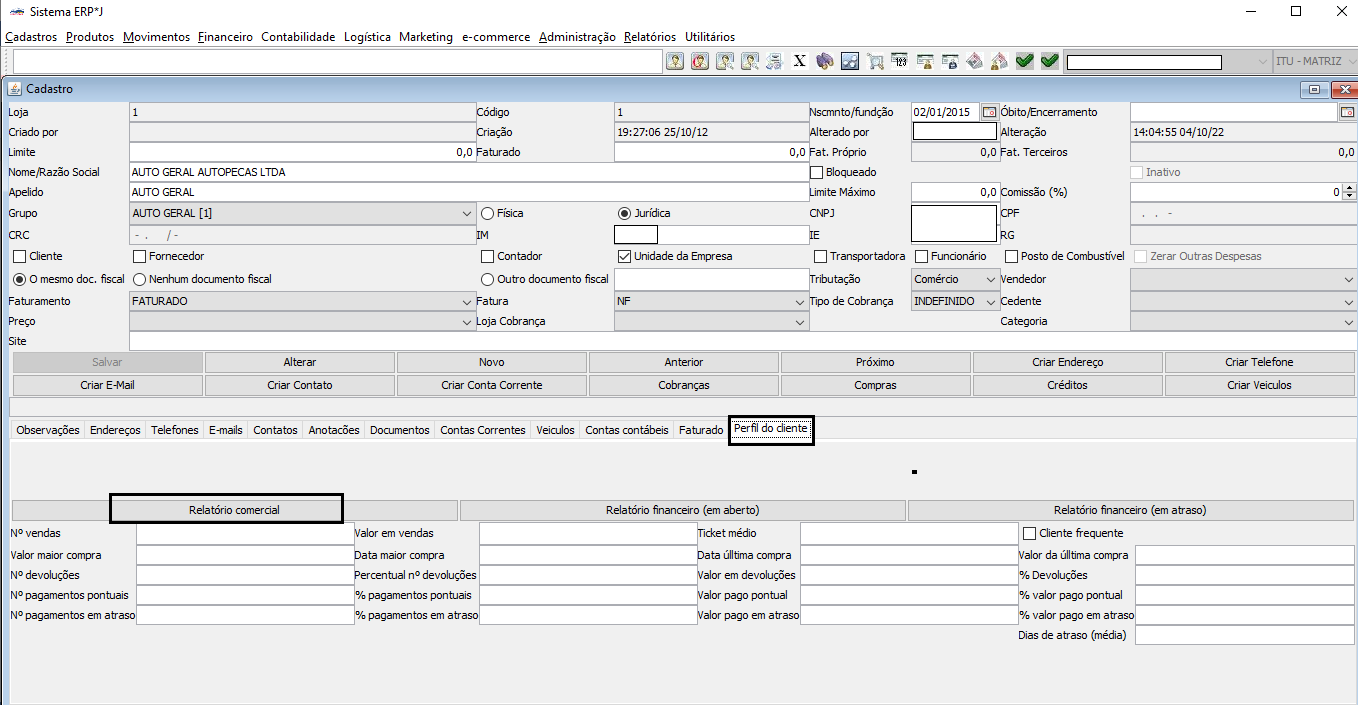 Sistema ERP*J
Cadastros Produtos Movimentos Financeiro Contabilidade Logística Marketing e-commerce Administração Relatórios Utilitários
X 123 ITU - MATRIZ
Cadastro
Loja 1 Código 1 Nscmnto/fundção 02/01/2015 Óbito/Encerramento
Criado por Criação 19:27:06 25/10/12 Alterado por Alteração 14:04:55 04/10/22
Limite 0,0 Faturado 0,0 Fat. Próprio 0,0 Fat. Terceiros 0,0
Nome/Razão Social AUTO GERAL AUTOPECAS LTDA Bloqueado Inativo
Apelido AUTO GERAL Limite Máximo 0,0 Comissão (%) 0
Grupo AUTO GERAL [1] Física Jurídica CNPJ CPF . . -
CRC - . / - IM IE RG
Cliente Fornecedor Contador Unidade da Empresa Transportadora Funcionário Posto de Combustível Zerar Outras Despesas
O mesmo doc. fiscal Nenhum documento fiscal Outro documento fiscal Tributação Comércio Vendedor
Faturamento FATURADO Fatura NF Tipo de Cobrança INDEFINIDO Cedente
Preço Loja Cobrança Categoria
Site
Salvar Alterar Novo Anterior Próximo Criar Endereço Criar Telefone
Criar E-Mail Criar Contato Criar Conta Corrente Cobranças Compras Créditos Criar Veiculos
Observações Endereços Telefones E-mails Contatos Anotacões Documentos Contas Correntes Veiculos Contas contábeis Faturado Perfil do cliente
Relatório comercial Relatório financeiro (em aberto) Relatório financeiro (em atraso)
Nº vendas Valor em vendas Ticket médio Cliente frequente
Valor maior compra Data maior compra Data úlltima compra Valor da úlltima compra
Nº devoluções Percentual nº devoluções Valor em devoluções % Devoluções
Nº pagamentos pontuais % pagamentos pontuais Valor pago pontual % valor pago pontual
Nº pagamentos em atraso % pagamentos em atraso Valor pago em atraso % valor pago em atraso
Dias de atraso (média)